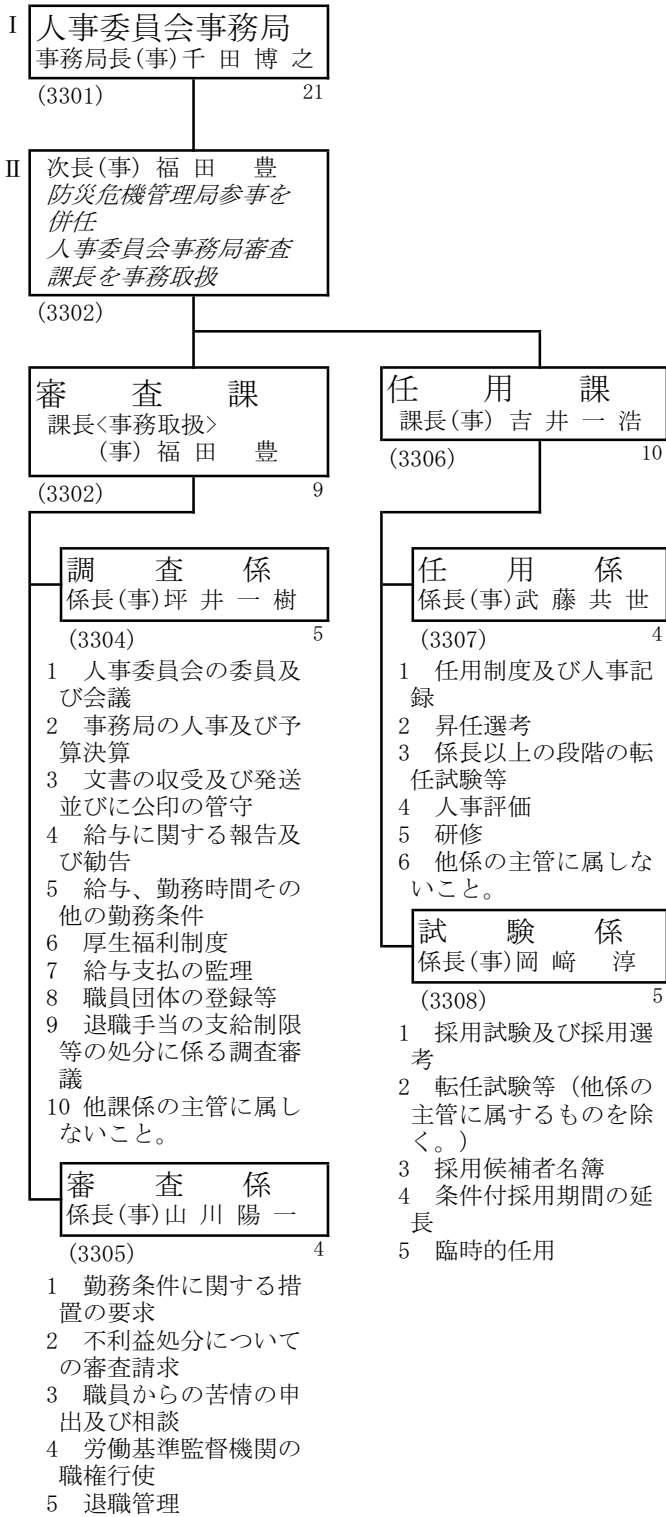 Ⅰ 人事委員会事務局
事務局長(事)千 田 博 之
(3301) 21
Ⅱ 次長(事) 福 田　豊
防災危機管理局参事を
併任
人事委員会事務局審査
課長を事務取扱
(3302)
審　査　課
課長<事務取扱>
(事) 福 田　豊
(3302) 9
調　査　係
係長(事)坪 井 一 樹
(3304) 5
1　人事委員会の委員及
び会議
2　事務局の人事及び予
算決算
3　文書の収受及び発送
並びに公印の管守
4　給与に関する報告及
び勧告
5　給与、勤務時間その
他の勤務条件
6　厚生福利制度
7　給与支払の監理
8　職員団体の登録等
9　退職手当の支給制限
等の処分に係る調査審
議
10 他課係の主管に属し
ないこと。
審　査　係
係長(事)山 川 陽 一
(3305) 4
1　勤務条件に関する措
置の要求
2　不利益処分について
の審査請求
3　職員からの苦情の申
出及び相談
4　労働基準監督機関の
職権行使
5　退職管理
任　用　課
課長(事) 吉 井 一 浩
(3306) 10
任　用　係
係長(事)武 藤 共 世
(3307) 4
1　任用制度及び人事記
録
2　昇任選考
3　係長以上の段階の転
任試験等
4　人事評価
5　研修
6　他係の主管に属しな
いこと。
試　験　係
係長(事)岡 﨑　淳
(3308) 5
1　採用試験及び採用選
考
2　転任試験等（他係の
主管に属するものを除
く。）
3　採用候補者名簿
4　条件付採用期間の延
長
5　臨時的任用